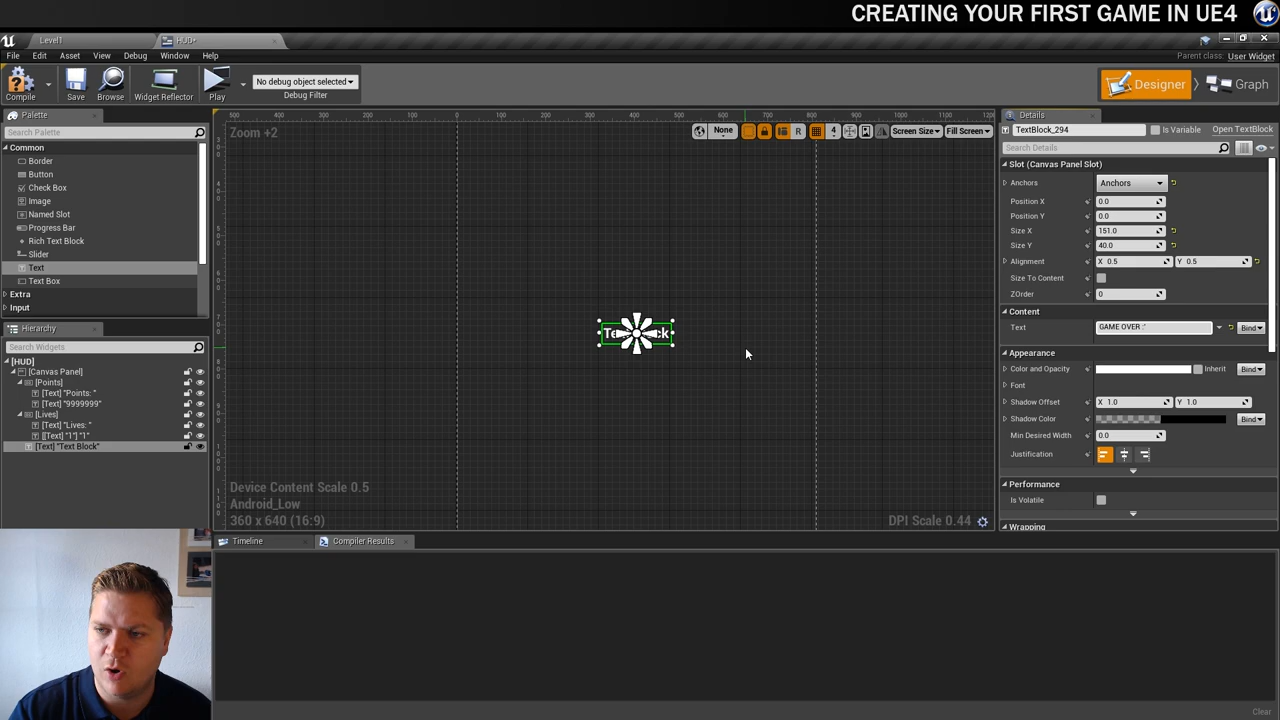 CREATING YOUR FIRST GAME IN UE4
Level1
HUD*
File Edit Asset View Debug Window Help
Parent class: User Widget
Compile Save Browse Widget Reflector Play
No debug object selected
Debug Filter
Designer
Graph
Palette
Search Palette
Common
Border
Button
Check Box
Image
Named Slot
Progress Bar
Rich Text Block
Slider
Text
Text Box
Extra
Input
Hierarchy
Search Widgets
[HUD]
[Canvas Panel]
[Points]
[Text] "Points: "
[Text] "9999999"
[Lives]
[Text] "Lives: "
[[Text] "1"] "1"
[Text] "Text Block"
Zoom +2
None
R
4
Screen Size
Fill Screen
Device Content Scale 0.5
Android_Low
360 x 640 (16:9)
DPI Scale 0.44
Details
TextBlock_294
Is Variable
Open TextBlock
Search Details
Slot (Canvas Panel Slot)
Anchors Anchors
Position X 0.0
Position Y 0.0
Size X 151.0
Size Y 40.0
Alignment X 0.5 Y 0.5
Size To Content
ZOrder 0
Content
Text GAME OVER :' Bind
Appearance
Color and Opacity Inherit Bind
Font
Shadow Offset X 1.0 Y 1.0
Shadow Color Bind
Min Desired Width 0.0
Justification
Performance
Is Volatile
Wrapping
Timeline
Compiler Results
Clear